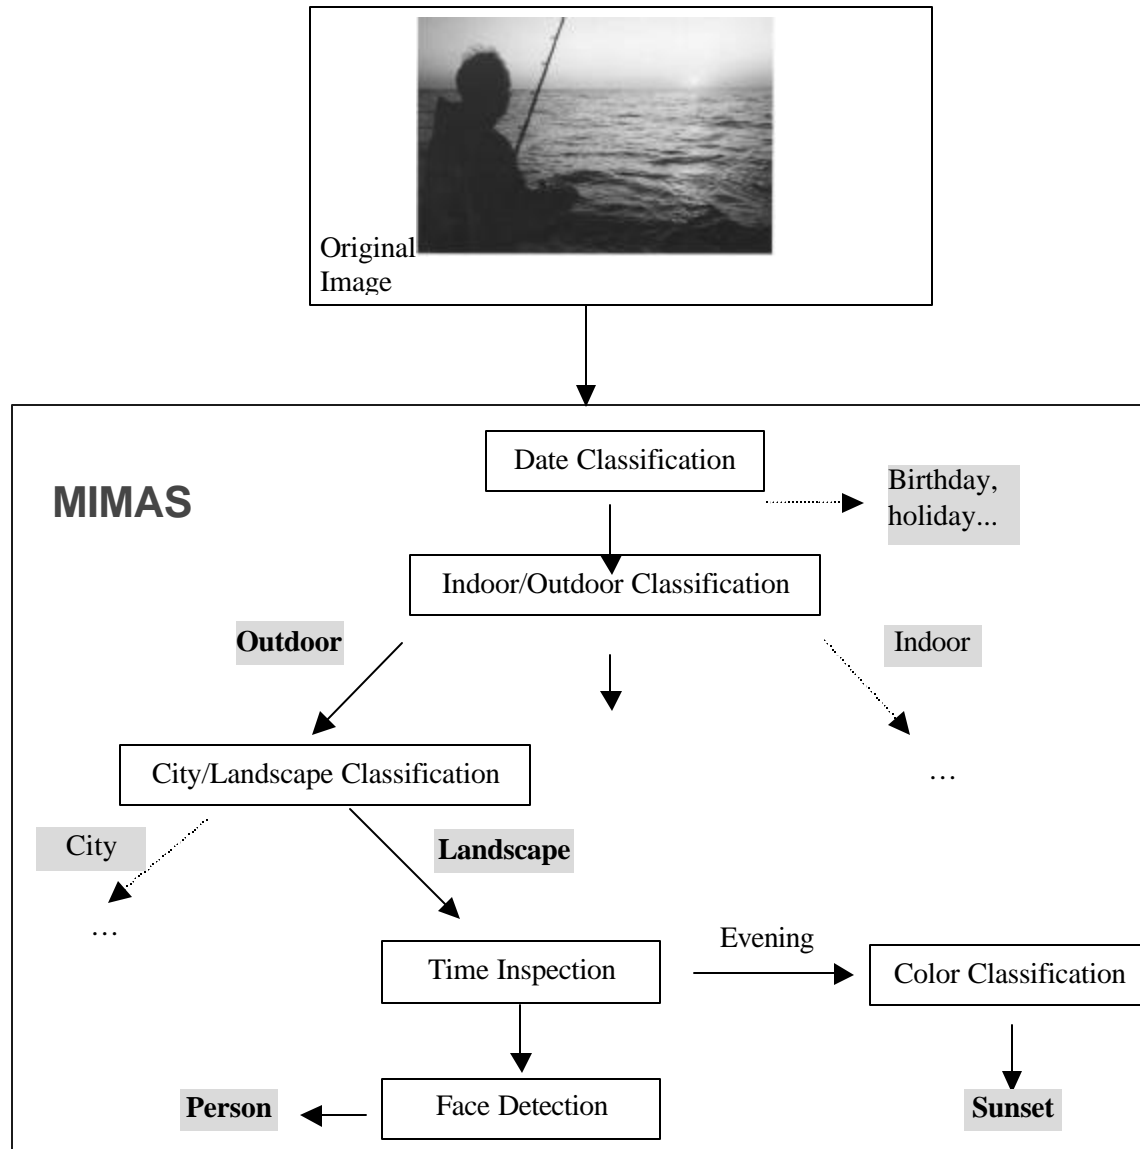 Original
Image
Date Classification
MIMAS
Birthday,
holiday...
Indoor/Outdoor Classification
Outdoor
Indoor
City/Landscape Classification
…
City
Landscape
…
Evening
Time Inspection
Color Classification
Person
Face Detection
Sunset